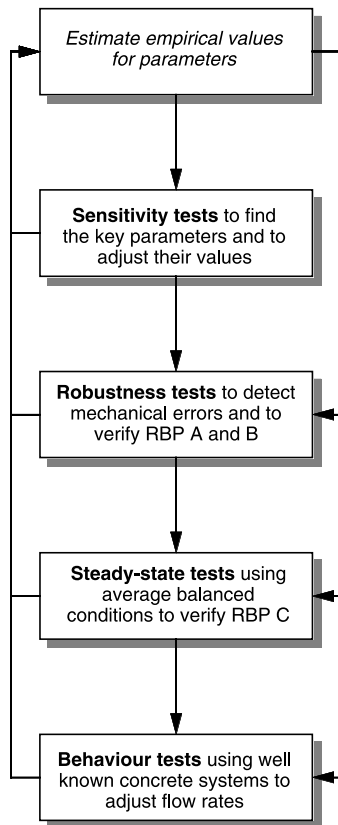 Estimate empirical values
for parameters
Sensitivity tests to find
the key parameters and to
adjust their values
Robustness tests to detect
mechanical errors and to
verify RBP A and B
Steady-state tests using
average balanced
conditions to verify RBP C
Behaviour tests using well
known concrete systems to
adjust flow rates